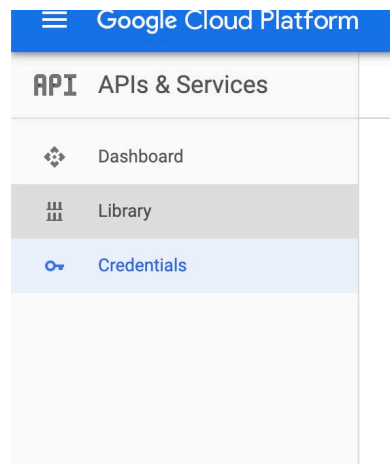 Google Cloud Platform
API APIs & Services
Dashboard
Library
Credentials